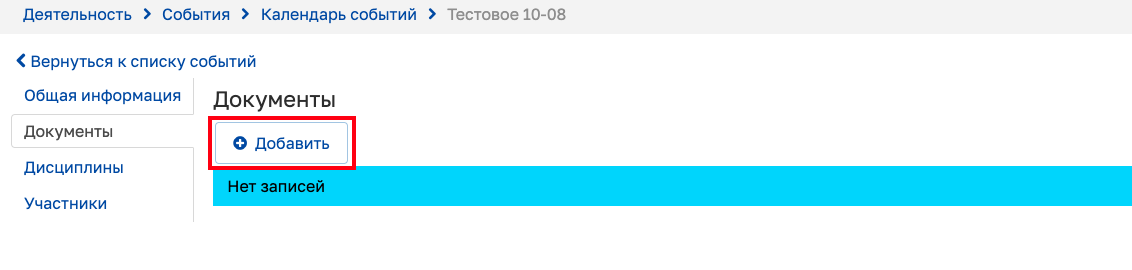 Деятельность > События > Календарь событий > Тестовое 10-08
Вернуться к списку событий
Общая информация
Документы
Дисциплины
Участники
Документы
Добавить
Нет записей